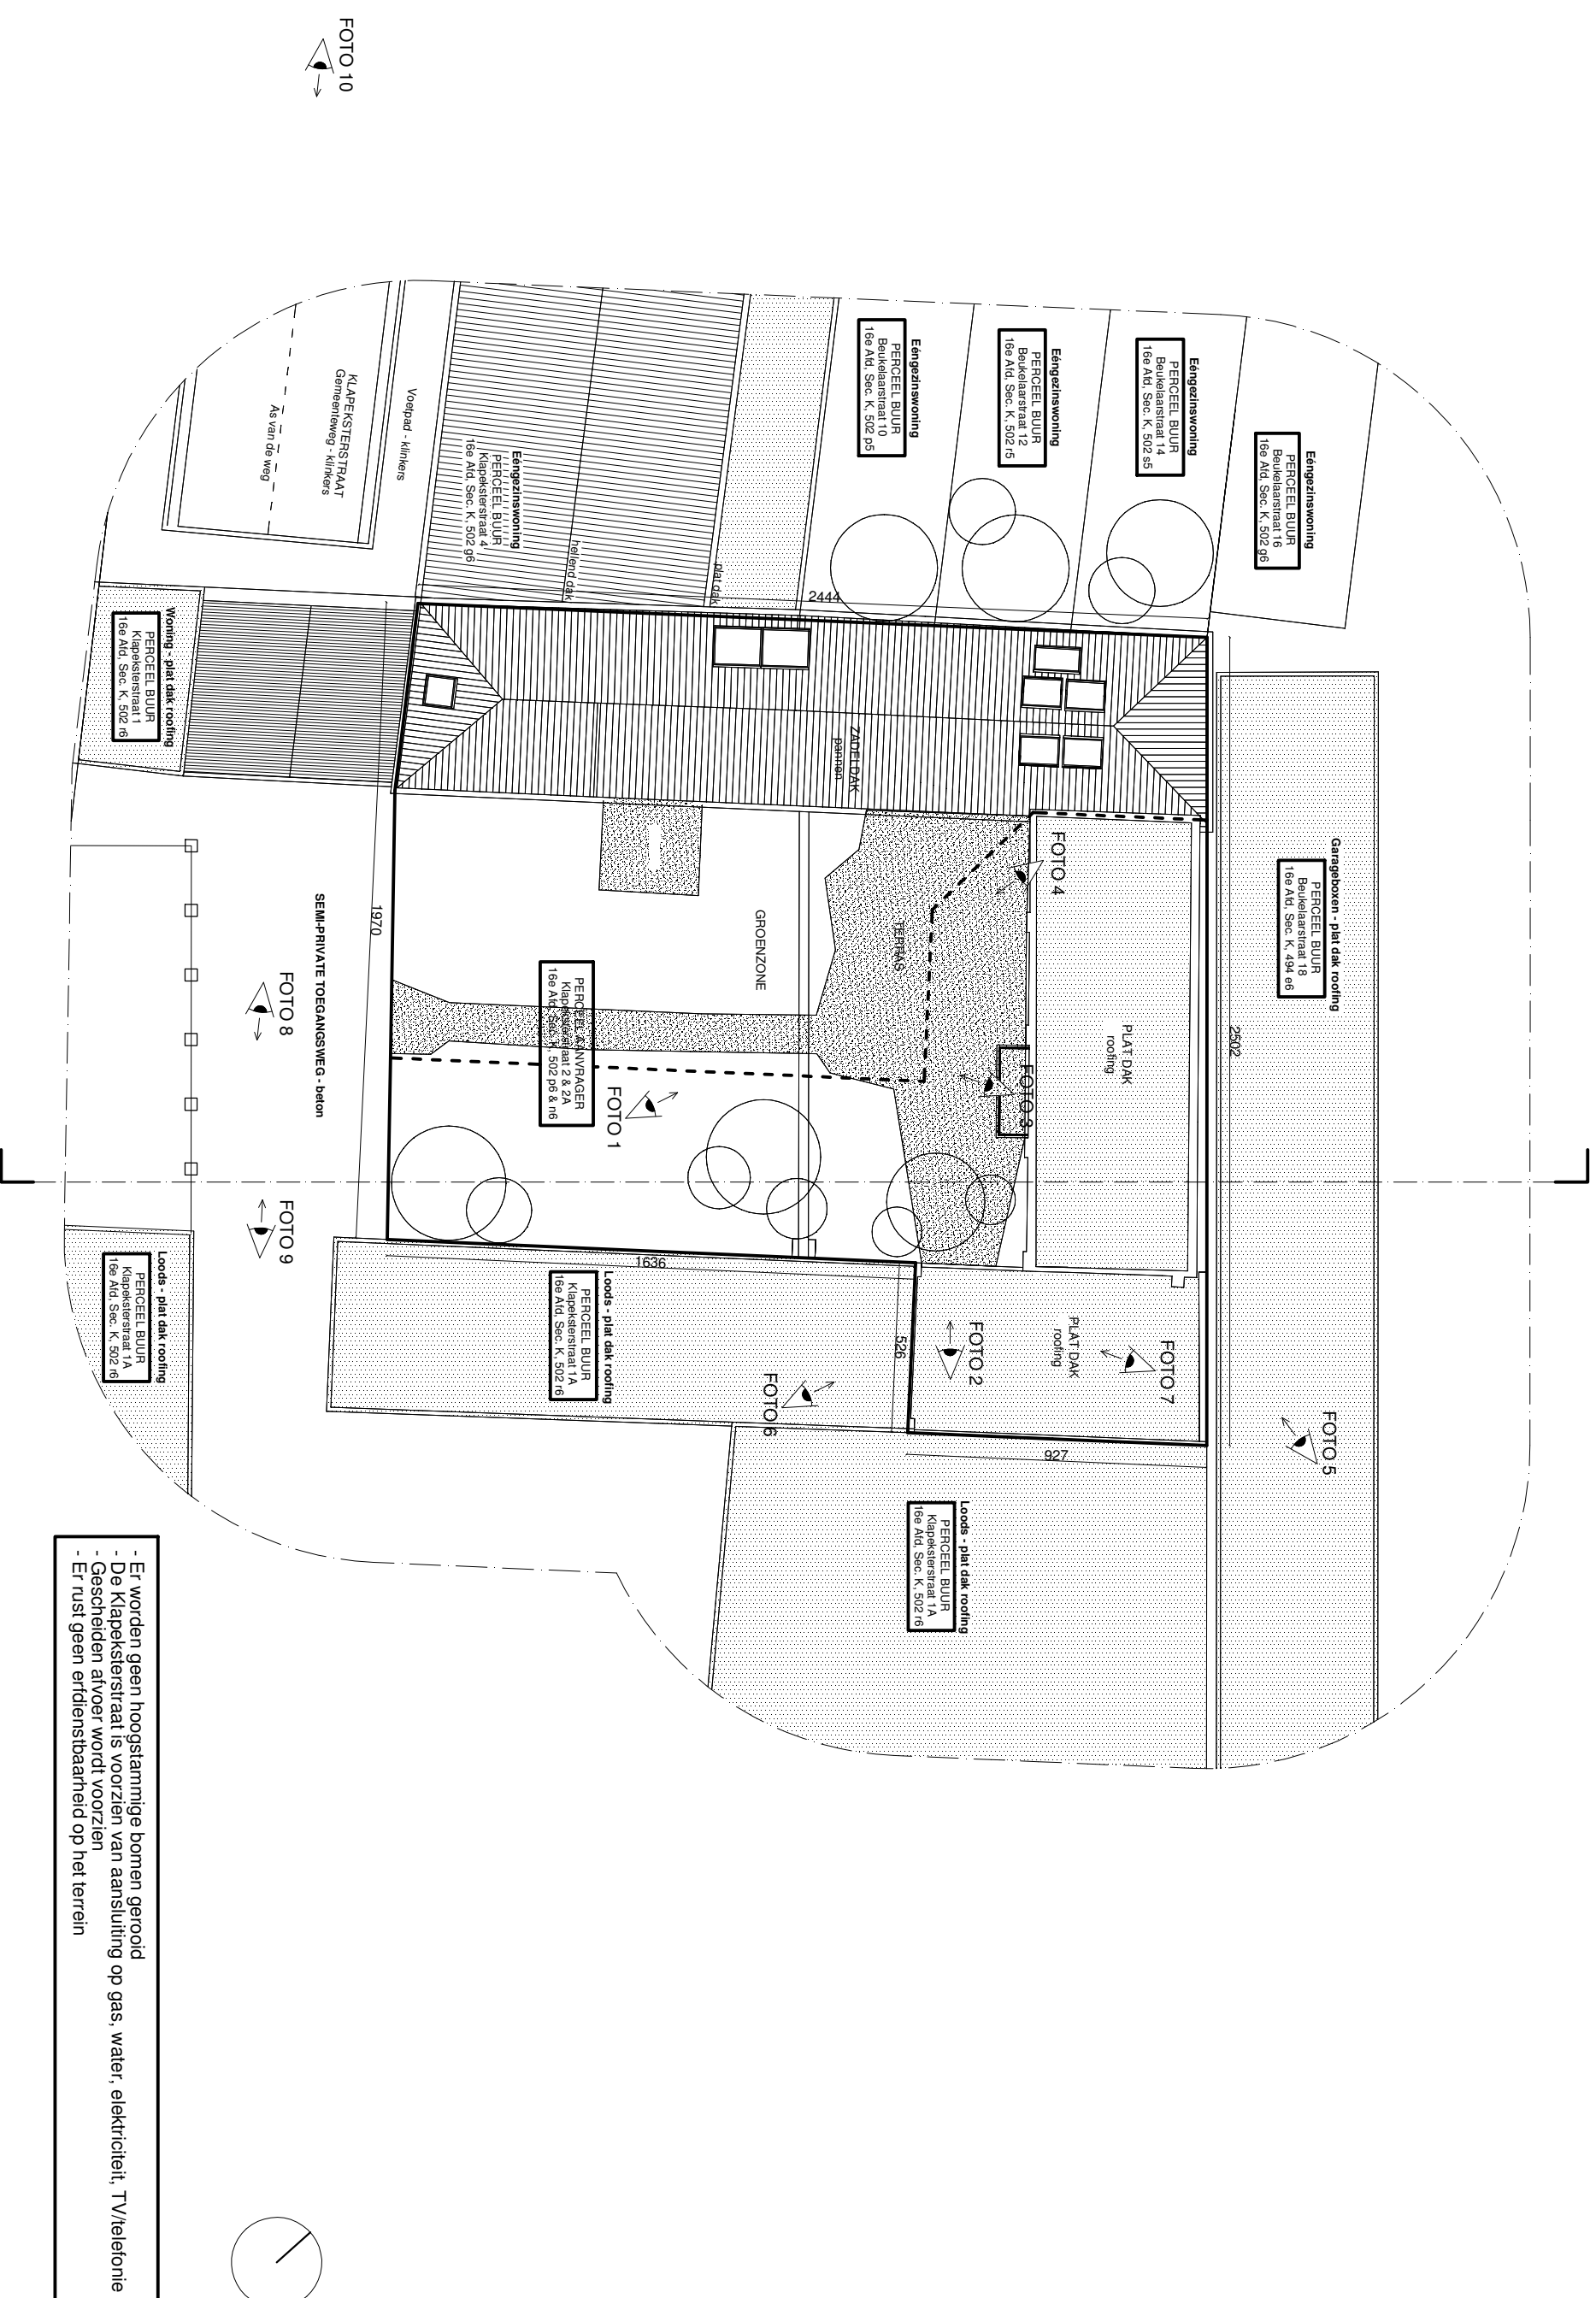 FOTO 10
Eéngezinswoning
PERCEEL BUUR
Beukelaarstraat 16
16e Afd, Sec. K, 502 g6
Eéngezinswoning
PERCEEL BUUR
Beukelaarstraat 14
16e Afd, Sec. K, 502 s5
Eéngezinswoning
PERCEEL BUUR
Beukelaarstraat 12
16e Afd, Sec. K, 502 r5
Eéngezinswoning
PERCEEL BUUR
Beukelaarstraat 10
16e Afd, Sec. K, 502 p5
Eéngezinswoning
PERCEEL BUUR
Klapeksterstraat 4
16e Afd, Sec. K, 502 g6
plat dak
hellend dak
Voetpad - klinkers
KLAPEKSTERSTRAAT
Gemeenteweg - klinkers
As van de weg
Woning - plat dak roofing
PERCEEL BUUR
Klapeksterstraat 1
16e Afd, Sec. K, 502 r6
2444
ZADELDAK
pannen
Garageboxen - plat dak roofing
PERCEEL BUUR
Beukelaarstraat 18
16e Afd, Sec. K, 494 e6
2502
FOTO 4
TERRAS
GROENZONE
PLAT DAK
roofing
FOTO 3
PERCEEL AANVRAGER
Klapeksterstraat 2 & 2A
16e Afd, Sec. K, 502 p6 & n6
FOTO 1
1970
SEMI-PRIVATE TOEGANGSWEG - beton
FOTO 8
FOTO 9
1636
526
927
PLAT DAK
roofing
FOTO 7
FOTO 2
FOTO 6
FOTO 5
Loods - plat dak roofing
PERCEEL BUUR
Klapeksterstraat 1A
16e Afd, Sec. K, 502 r6
Loods - plat dak roofing
PERCEEL BUUR
Klapeksterstraat 1A
16e Afd, Sec. K, 502 r6
Loods - plat dak roofing
PERCEEL BUUR
Klapeksterstraat 1A
16e Afd, Sec. K, 502 r6
- Er worden geen hoogstammige bomen gerooid
- De Klapeksterstraat is voorzien van aansluiting op gas, water, elektriciteit, TV/telefonie
- Gescheiden afvoer wordt voorzien
- Er rust geen erfdienstbaarheid op het terrein